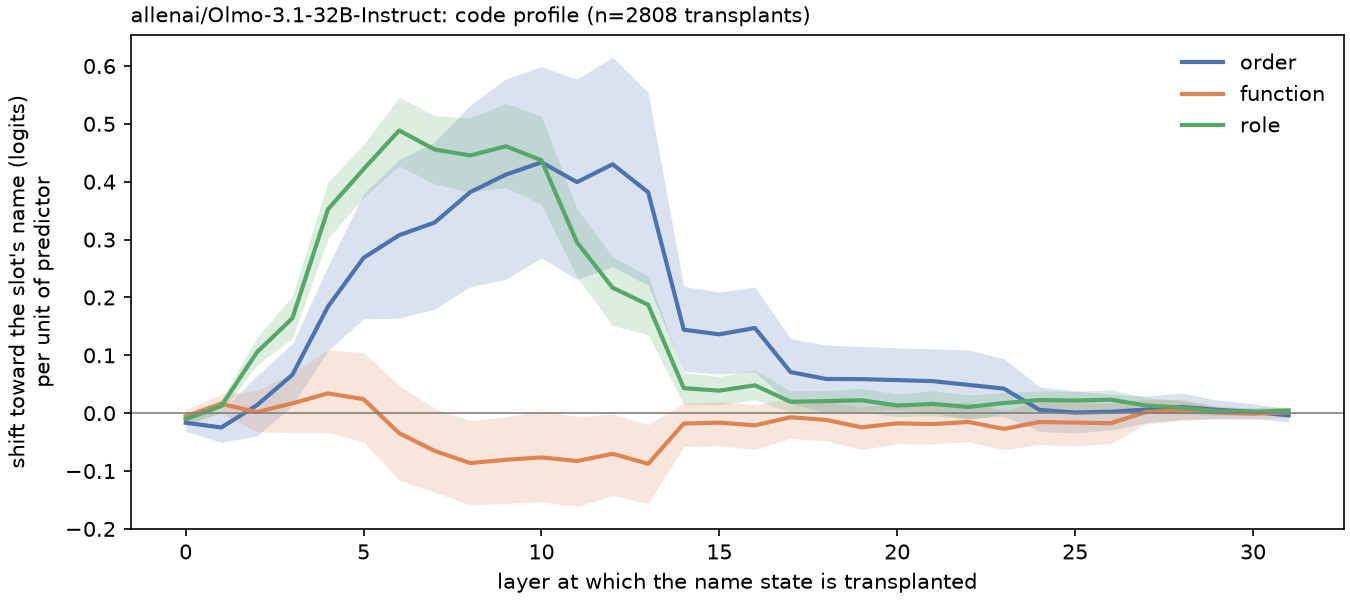 allenai/Olmo-3.1-32B-Instruct: code profile (n=2808 transplants)
shift toward the slot's name (logits)
per unit of predictor
0.6
0.5
0.4
0.3
0.2
0.1
0.0
−0.1
−0.2
order
function
role
0
5
10
15
20
25
30
layer at which the name state is transplanted